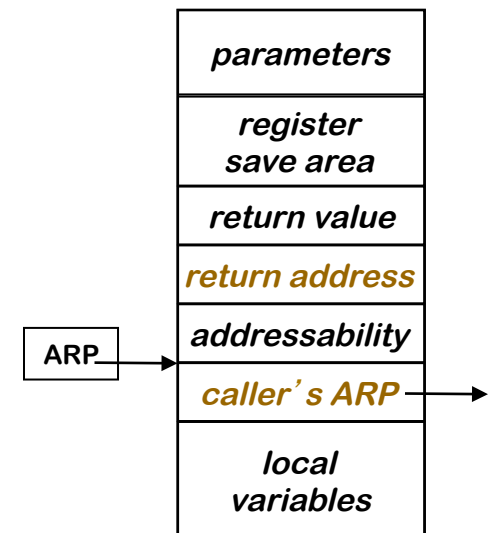 parameters
register
save area
return value
return address
addressability
ARP
caller's ARP
local
variables